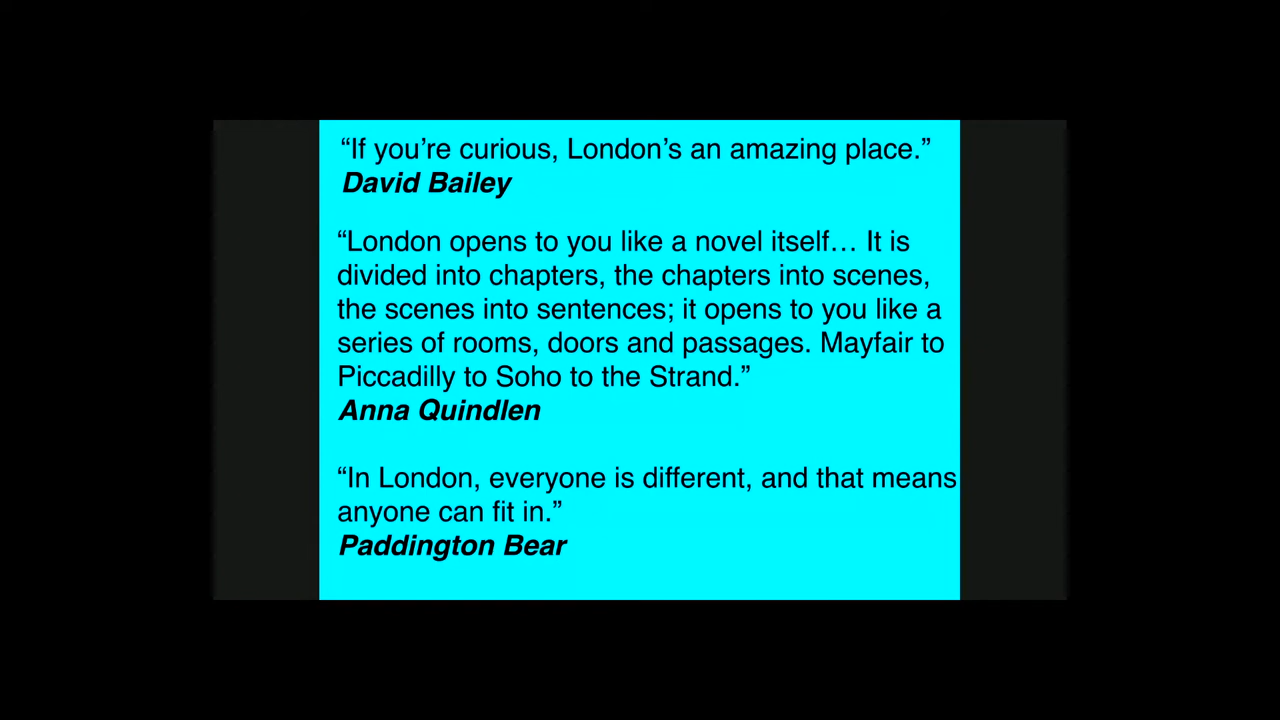 “If you’re curious, London’s an amazing place.”
David Bailey
“London opens to you like a novel itself… It is
divided into chapters, the chapters into scenes,
the scenes into sentences; it opens to you like a
series of rooms, doors and passages. Mayfair to
Piccadilly to Soho to the Strand.”
Anna Quindlen
“In London, everyone is different, and that means
anyone can fit in.”
Paddington Bear